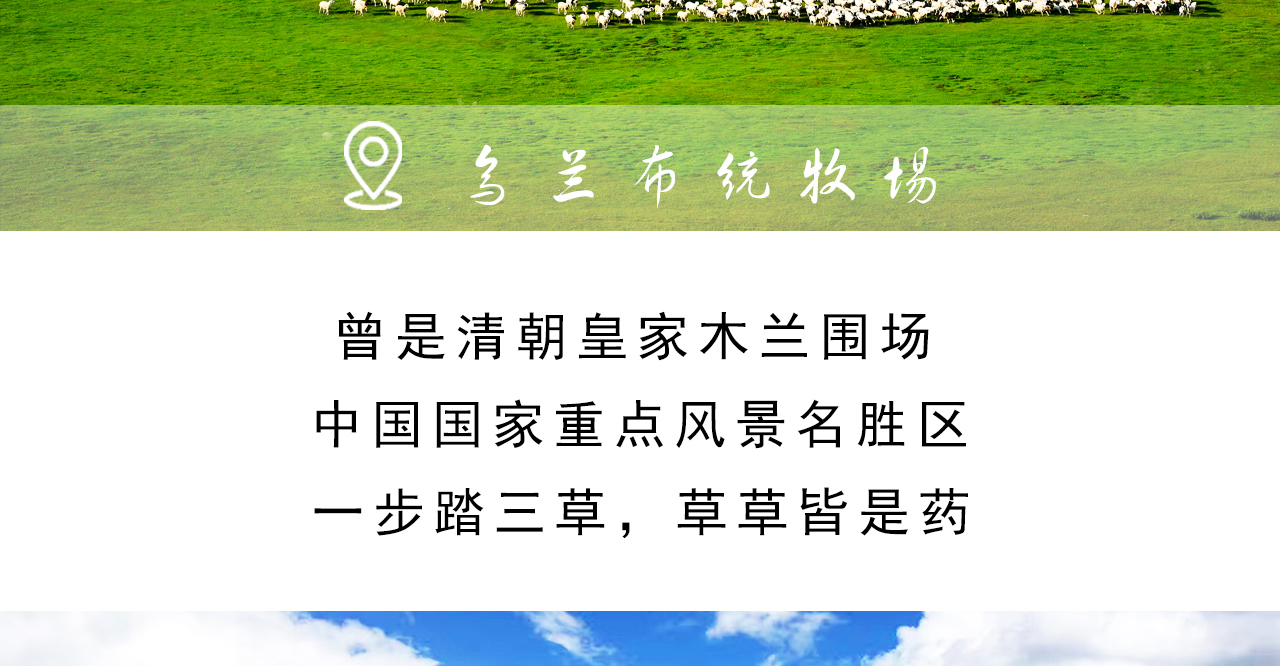 乌兰布统牧场
曾是清朝皇家木兰围场
中国国家重点风景名胜区
一步踏三草，草草皆是药